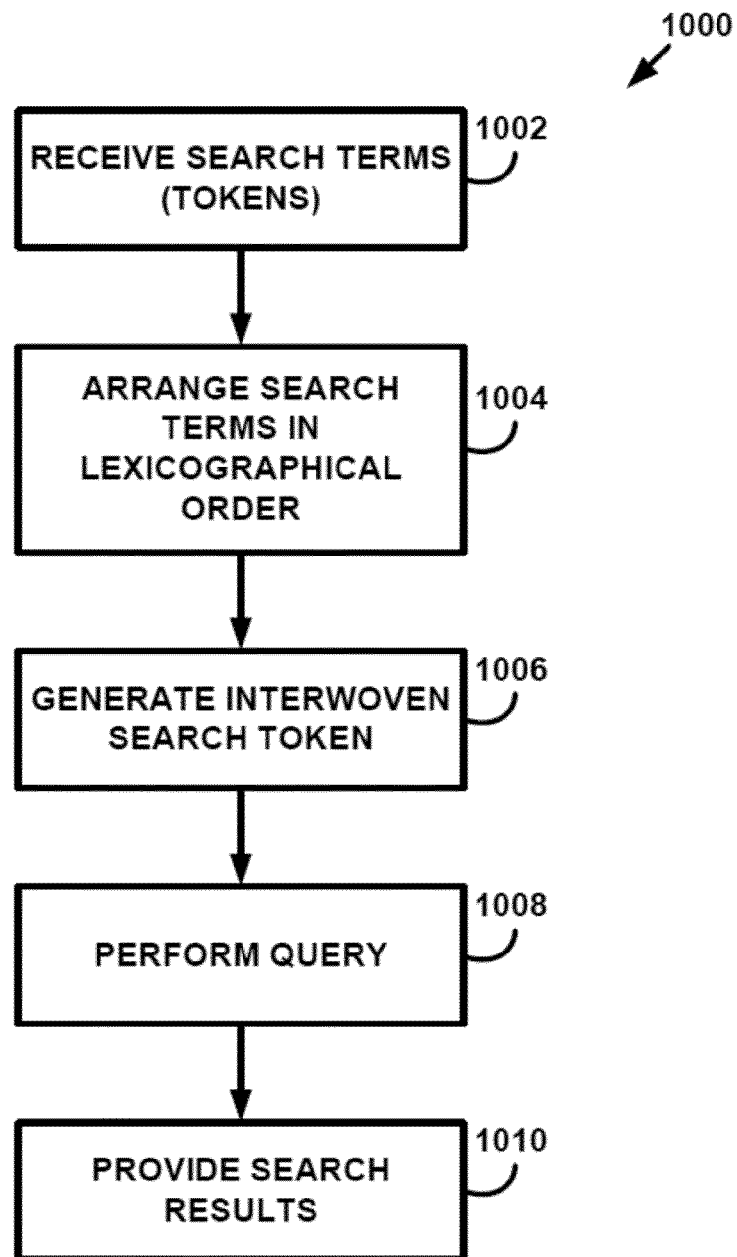 1000
1002
RECEIVE SEARCH TERMS
(TOKENS)
1004
ARRANGE SEARCH
TERMS IN
LEXICOGRAPHICAL
ORDER
1006
GENERATE INTERWOVEN
SEARCH TOKEN
1008
PERFORM QUERY
1010
PROVIDE SEARCH
RESULTS